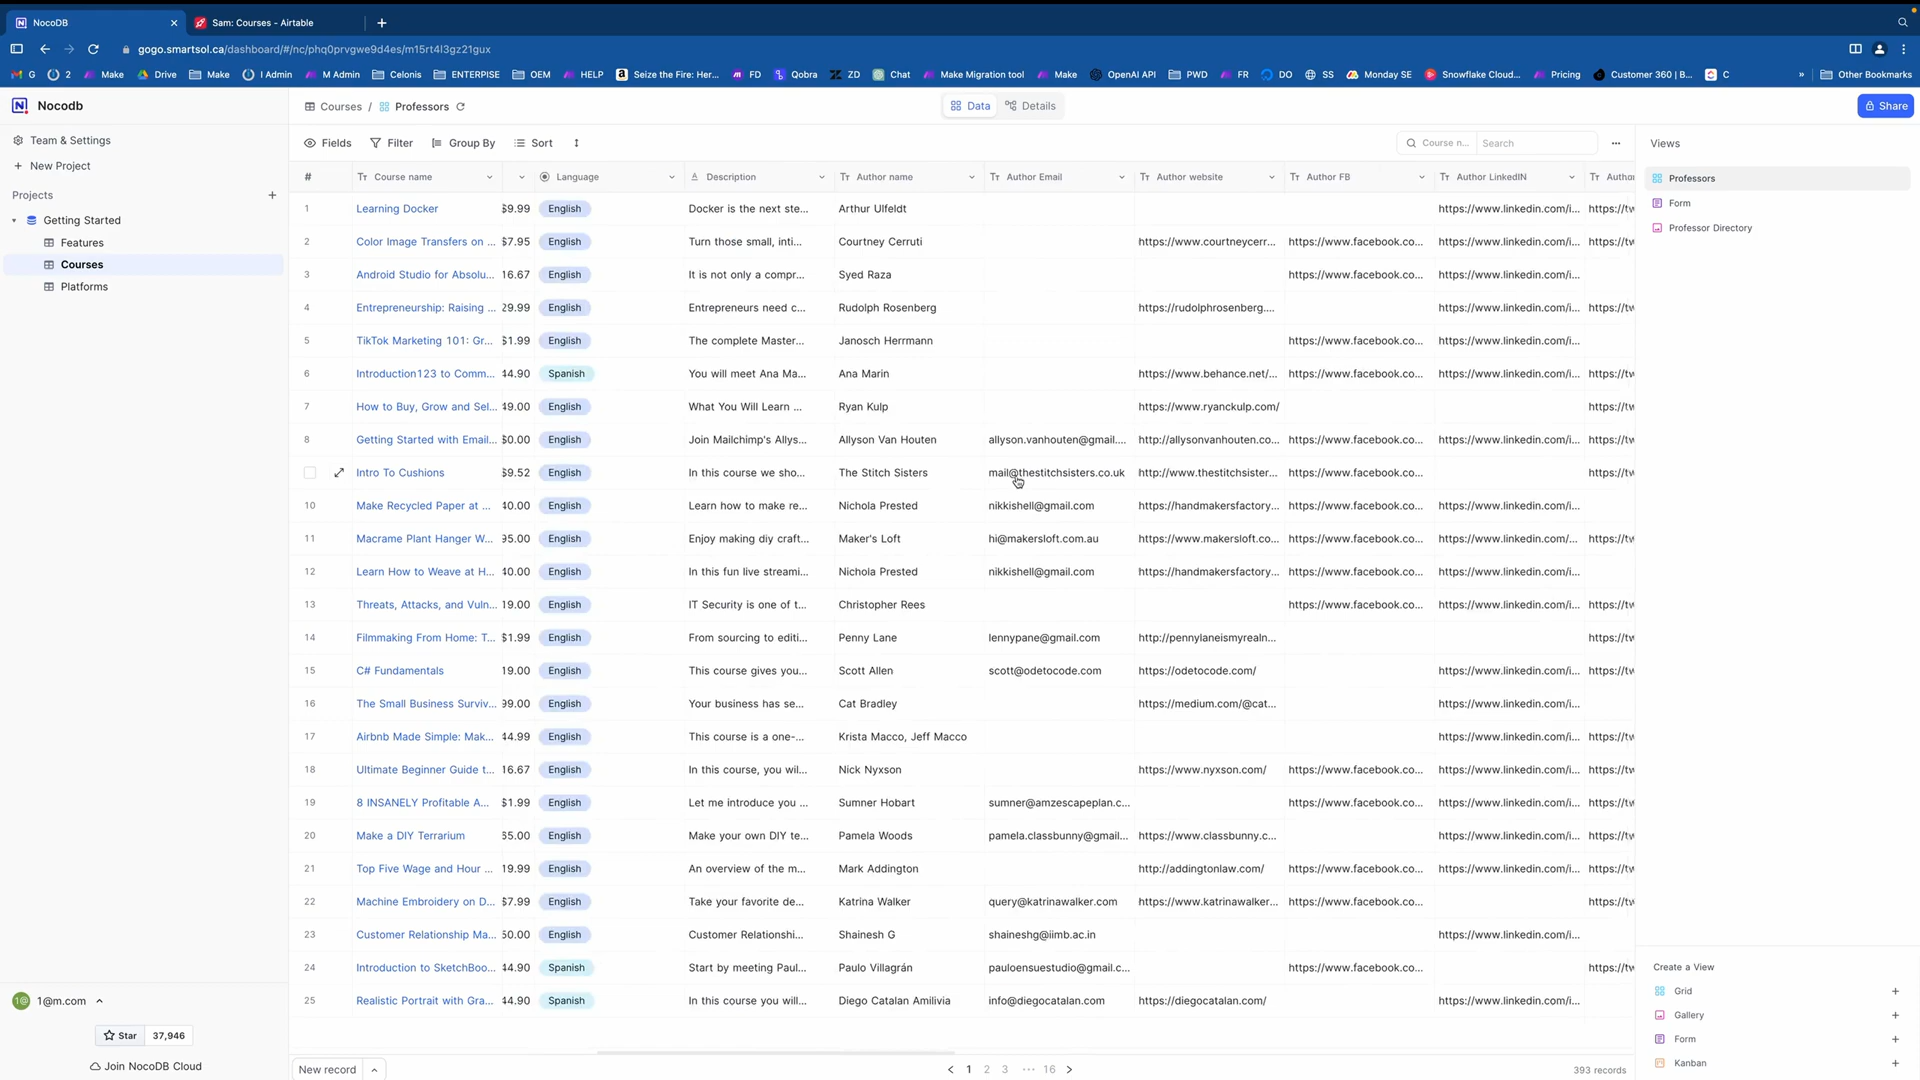 NocoDB
Sam: Courses - Airtable
gogo.smartsol.ca/dashboard/#/nc/phq0prvgwe9d4es/m15rt4l3gz21gux
G 2 Make Drive Make I Admin M Admin Celonis ENTERPISE OEM HELP Seize the Fire: Her... FD Qobra ZD Chat Make Migration tool Make OpenAI API PWD FR DO SS Monday SE Snowflake Cloud... Pricing Customer 360 | B... C » Other Bookmarks
Nocodb
Courses / Professors
Data Details
Share
Team & Settings
New Project
Projects
Getting Started
Features
Courses
Platforms
Fields Filter Group By Sort
Course n... Search
Views
Professors
Form
Professor Directory
# Course name Language Description Author name Author Email Author website Author FB Author LinkedIN Author
1 Learning Docker $9.99 English Docker is the next ste... Arthur Ulfeldt https://www.linkedin.com/i... https://tw
2 Color Image Transfers on ... $7.95 English Turn those small, inti... Courtney Cerruti https://www.courtneycerr... https://www.facebook.co... https://www.linkedin.com/i... https://tw
3 Android Studio for Absolu... 16.67 English It is not only a compr... Syed Raza https://www.facebook.co... https://www.linkedin.com/i...
4 Entrepreneurship: Raising ... 29.99 English Entrepreneurs need c... Rudolph Rosenberg https://rudolphrosenberg.... https://www.linkedin.com/i... https://tw
5 TikTok Marketing 101: Gr... $1.99 English The complete Master... Janosch Herrmann https://www.facebook.co... https://www.linkedin.com/i...
6 Introduction123 to Comm... 44.90 Spanish You will meet Ana Ma... Ana Marin https://www.behance.net/... https://www.facebook.co... https://www.linkedin.com/i... https://tw
7 How to Buy, Grow and Sel... 49.00 English What You Will Learn ... Ryan Kulp https://www.ryanckulp.com/ https://tw
8 Getting Started with Email... $0.00 English Join Mailchimp's Allys... Allyson Van Houten allyson.vanhouten@gmail.... http://allysonvanhouten.co... https://www.facebook.co... https://www.linkedin.com/i... https://tw
Intro To Cushions $9.52 English In this course we sho... The Stitch Sisters mail@thestitchsisters.co.uk http://www.thestitchsister... https://www.facebook.co... https://tw
10 Make Recycled Paper at ... 40.00 English Learn how to make re... Nichola Prested nikkishell@gmail.com https://handmakersfactory... https://www.facebook.co... https://www.linkedin.com/i...
11 Macrame Plant Hanger W... 95.00 English Enjoy making diy craft... Maker's Loft hi@makersloft.com.au https://www.makersloft.co... https://www.facebook.co... https://www.linkedin.com/... https://tw
12 Learn How to Weave at H... 40.00 English In this fun live streami... Nichola Prested nikkishell@gmail.com https://handmakersfactory... https://www.facebook.co... https://www.linkedin.com/i...
13 Threats, Attacks, and Vuln... 19.00 English IT Security is one of t... Christopher Rees https://www.facebook.co... https://www.linkedin.com/i... https://tw
14 Filmmaking From Home: T... $1.99 English From sourcing to editi... Penny Lane lennypane@gmail.com http://pennylaneismyrealn... https://tw
15 C# Fundamentals 19.00 English This course gives you... Scott Allen scott@odetocode.com https://odetocode.com/ https://www.linkedin.com/i... https://tw
16 The Small Business Surviv... 99.00 English Your business has se... Cat Bradley https://medium.com/@cat... https://www.linkedin.com/i... https://tw
17 Airbnb Made Simple: Mak... 44.99 English This course is a one-... Krista Macco, Jeff Macco https://www.linkedin.com/i... https://tw
18 Ultimate Beginner Guide t... 16.67 English In this course, you wil... Nick Nyxson https://www.nyxson.com/ https://www.facebook.co... https://www.linkedin.com/i... https://tw
19 8 INSANELY Profitable A... $1.99 English Let me introduce you ... Sumner Hobart sumner@amzescapeplan.c... https://www.facebook.co... https://www.linkedin.com/i... https://tw
20 Make a DIY Terrarium 65.00 English Make your own DIY te... Pamela Woods pamela.classbunny@gmail... https://www.classbunny.c... https://www.linkedin.com/i... https://tw
21 Top Five Wage and Hour ... 19.99 English An overview of the m... Mark Addington http://addingtonlaw.com/ https://www.facebook.co... https://www.linkedin.com/i... https://tw
22 Machine Embroidery on D... $7.99 English Take your favorite de... Katrina Walker query@katrinawalker.com https://www.katrinawalker... https://www.facebook.co... https://tw
23 Customer Relationship Ma... 50.00 English Customer Relationshi... Shainesh G shaineshg@iimb.ac.in https://www.linkedin.com/i...
24 Introduction to SketchBoo... 44.90 Spanish Start by meeting Paul... Paulo Villagrán pauloensuestudio@gmail.c... https://www.facebook.co... https://tw
25 Realistic Portrait with Gra... 44.90 Spanish In this course you will... Diego Catalan Amilivia info@diegocatalan.com https://diegocatalan.com/ https://www.linkedin.com/i...
Create a View
Grid
Gallery
Form
Kanban
1@ 1@m.com
Star 37,946
Join NocoDB Cloud
New record
1 2 3 ••• 16
393 records